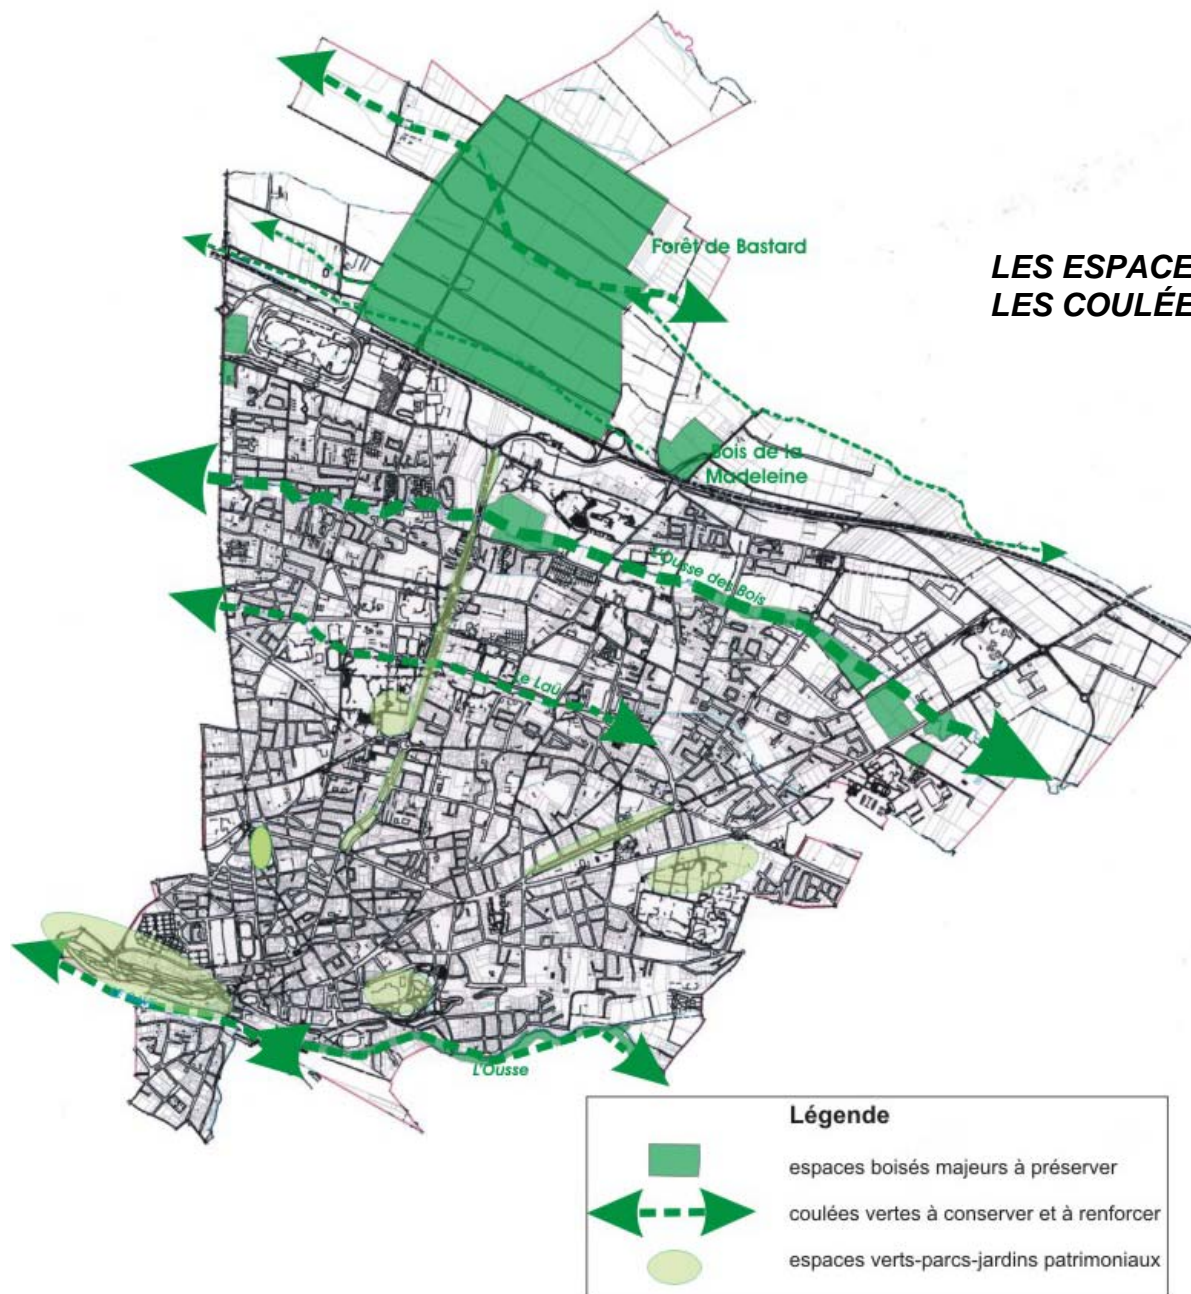 Forêt de Bastard
LES ESPACE
LES COULÉE
Bois de la
Madeleine
L'Ousse des Bois
Le Laü
L'Ousse
Légende
espaces boisés majeurs à préserver
coulées vertes à conserver et à renforcer
espaces verts-parcs-jardins patrimoniaux